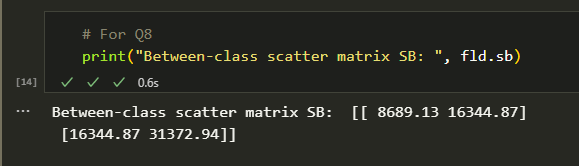 # For Q8
print("Between-class scatter matrix SB: ", fld.sb)
[14]
0.6s
... Between-class scatter matrix SB:  [[ 8689.13 16344.87]
 [16344.87 31372.94]]